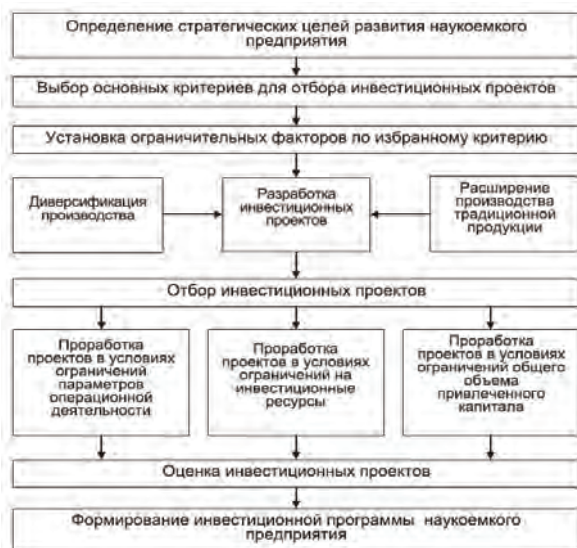 Определение стратегических целей развития наукоемкого
предприятия
Выбор основных критериев для отбора инвестиционных проектов
Установка ограничительных факторов по избранному критерию
Диверсификация
производства
Разработка
инвестиционных
проектов
Расширение
производства
традиционной
продукции
Отбор инвестиционных проектов
Проработка
проектов в условиях
ограничений
параметров
операционной
деятельности
Проработка
проектов в условиях
ограничений на
инвестиционные
ресурсы
Проработка
проектов в условиях
ограничений общего
объема
привлеченного
капитала
Оценка инвестиционных проектов
Формирование инвестиционной программы наукоемкого
предприятия